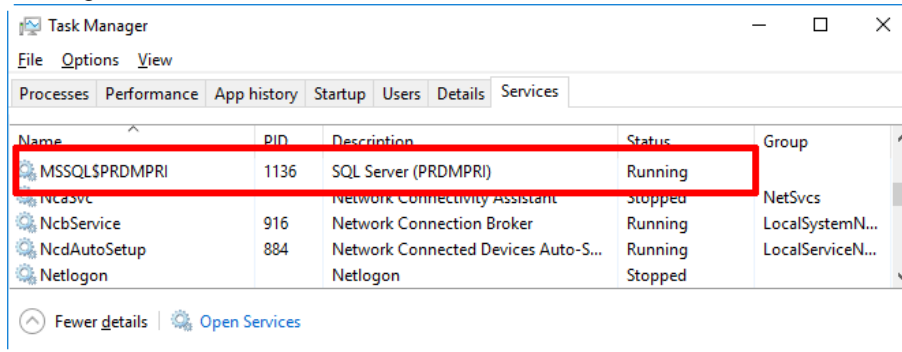 Task Manager
File Options View
Processes Performance App history Startup Users Details Services
Name PID Description Status Group
MSSQL$PRDMPRI 1136 SQL Server (PRDMPRI) Running
NcaSvc Network Connectivity Assistant Stopped NetSvcs
NcbService 916 Network Connection Broker Running LocalSystemN...
NcdAutoSetup 884 Network Connected Devices Auto-S... Running LocalServiceN...
Netlogon Netlogon Stopped
Fewer details Open Services